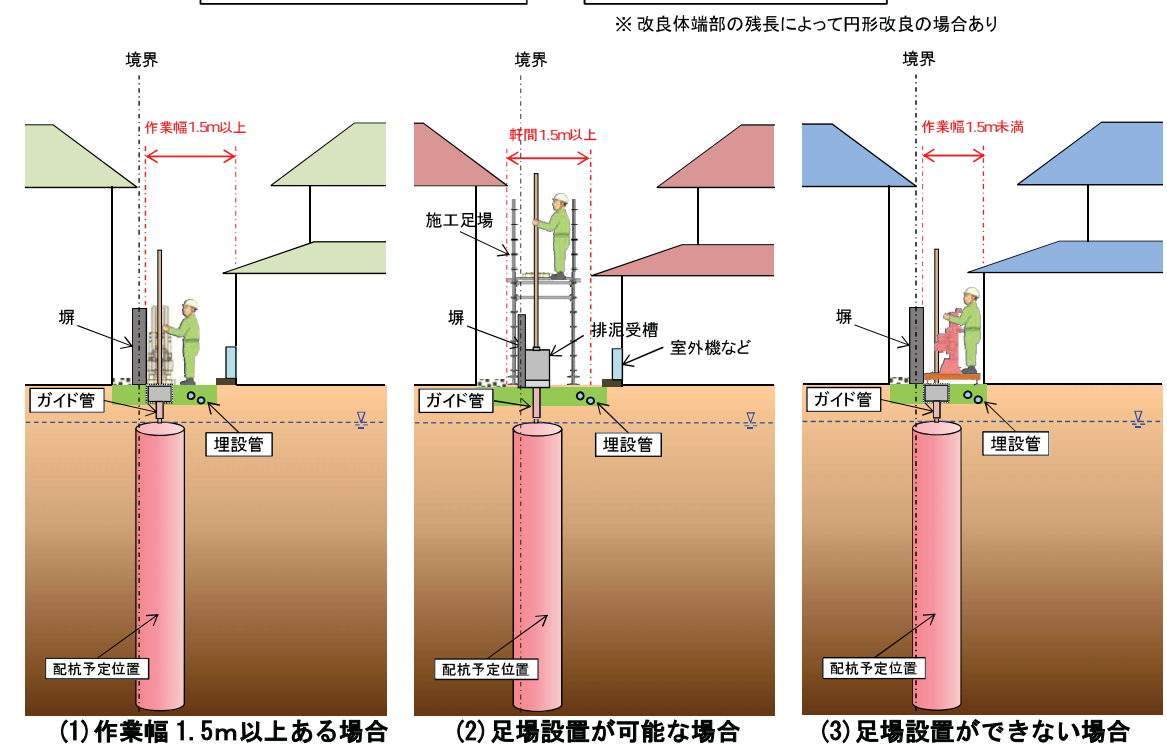 ※ 改良体端部の残長によって円形改良の場合あり
境界
作業幅1.5m以上
塀
ガイド管
埋設管
配杭予定位置
(1)作業幅1.5m以上ある場合
境界
軒間1.5m以上
施工足場
塀
排泥受槽
室外機など
ガイド管
埋設管
配杭予定位置
(2)足場設置が可能な場合
境界
作業幅1.5m未満
塀
ガイド管
埋設管
配杭予定位置
(3)足場設置ができない場合